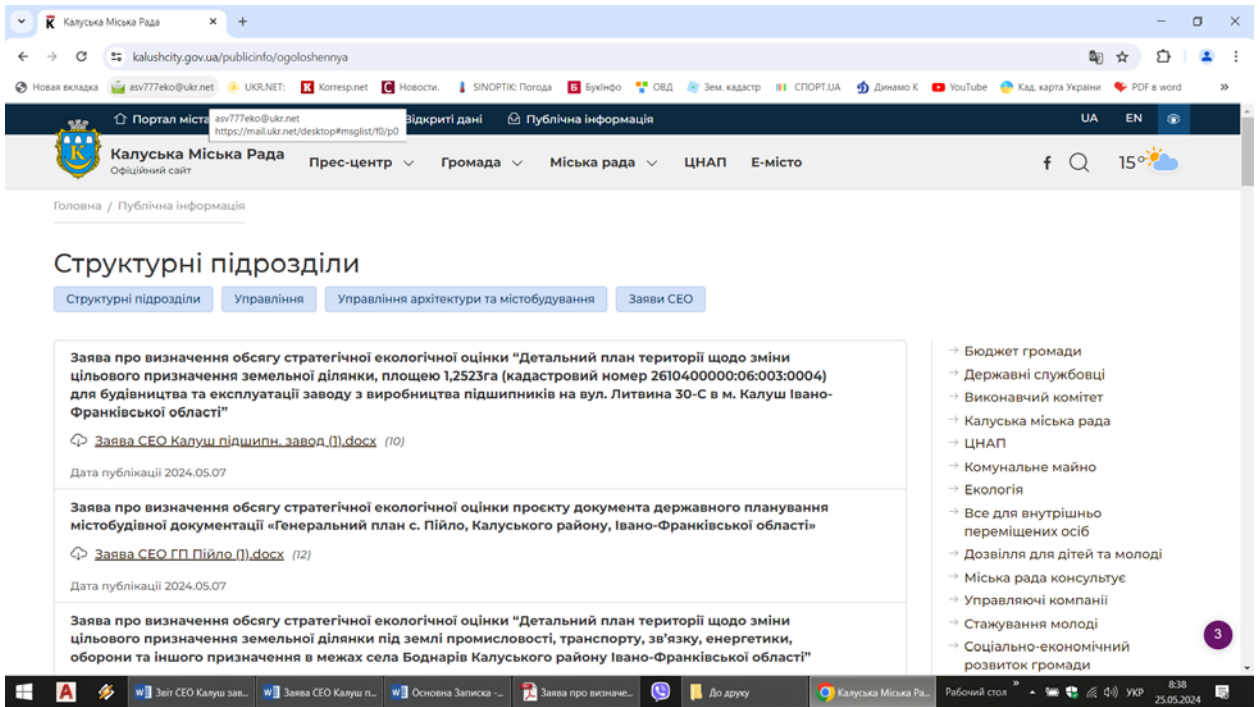 Калуська Міська Рада
kalushcity.gov.ua/publicinfo/ogoloshennya
Новая вкладка asv777eko@ukr.net UKR.NET: Korresp.net Новости. SINOPTIK: Погода Букінфо ОВД Зем. кадастр СПОРТ.UA Динамо К YouTube Кад. карта України PDF в word »
Портал міста Відкриті дані Публічна інформація UA EN
asv777eko@ukr.net
https://mail.ukr.net/desktop#msglist/f0/p0
Калуська Міська Рада
Офіційний сайт
Прес-центр Громада Міська рада ЦНАП Е-місто f 15°
Головна / Публічна інформація
Структурні підрозділи
Структурні підрозділи Управління Управління архітектури та містобудування Заяви СЕО
Заява про визначення обсягу стратегічної екологічної оцінки “Детальний план території щодо зміни
цільового призначення земельної ділянки, площею 1,2523га (кадастровий номер 2610400000:06:003:0004)
для будівництва та експлуатації заводу з виробництва підшипників на вул. Литвина 30-С в м. Калуш Івано-
Франківської області”
Заява СЕО Калуш підшипн. завод (1).docx (10)
Дата публікації 2024.05.07
Заява про визначення обсягу стратегічної екологічної оцінки проєкту документа державного планування
містобудівної документації «Генеральний план с. Пійло, Калуського району, Івано-Франківської області»
Заява СЕО ГП Пійло (1).docx (12)
Дата публікації 2024.05.07
Заява про визначення обсягу стратегічної екологічної оцінки “Детальний план території щодо зміни
цільового призначення земельної ділянки під землі промисловості, транспорту, зв’язку, енергетики,
оборони та іншого призначення в межах села Боднарів Калуського району Івано-Франківської області”
→ Бюджет громади
→ Державні службовці
→ Виконавчий комітет
→ Калуська міська рада
→ ЦНАП
→ Комунальне майно
→ Екологія
→ Все для внутрішньо
переміщених осіб
→ Дозвілля для дітей та молоді
→ Міська рада консультує
→ Управляючі компанії
→ Стажування молоді
→ Соціально-економічний
розвиток громади
3
Звіт СЕО Калуш зав... Заява СЕО Калуш п... Основна Записка -... Заява про визначе... До друку Калуська Міська Ра... Рабочий стол » УКР 8:38
25.05.2024